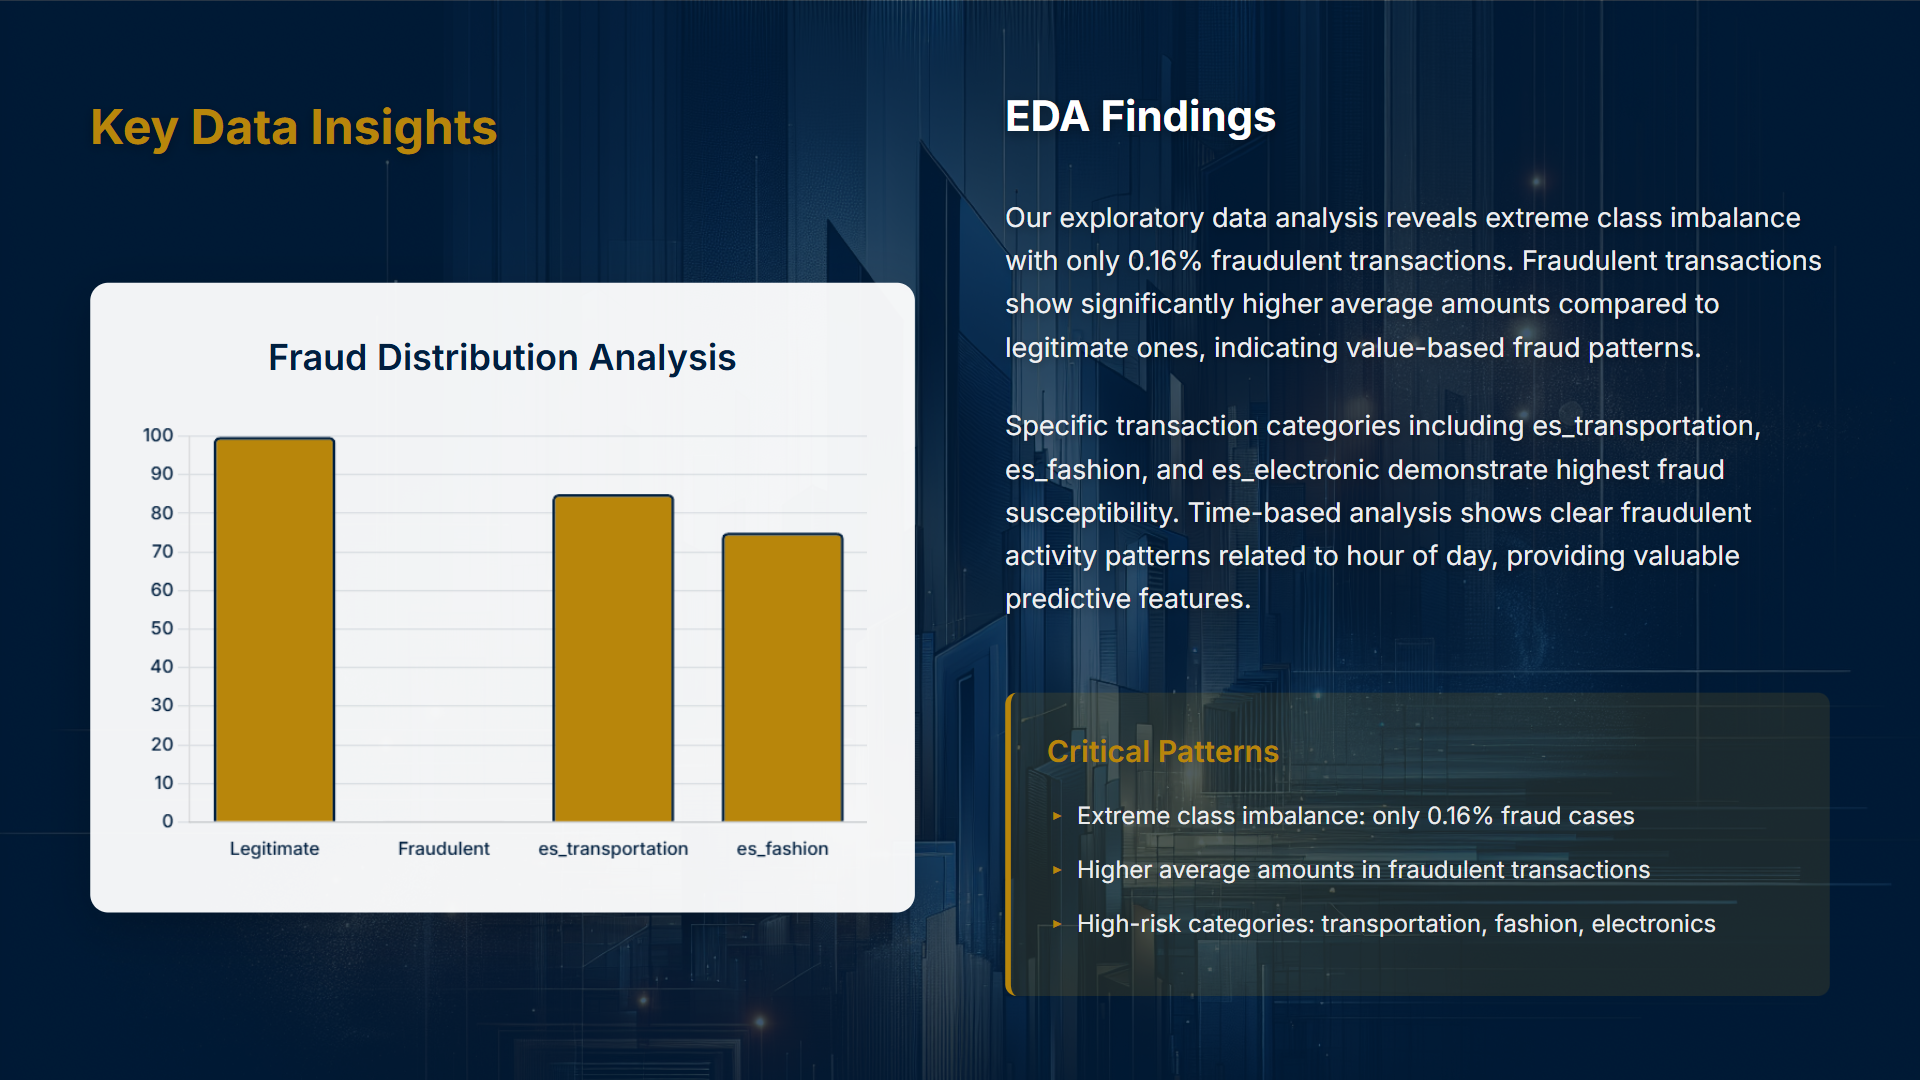 Key Data Insights
Fraud Distribution Analysis
100
90
80
70
60
50
40
30
20
10
0
Legitimate
Fraudulent
es_transportation
es_fashion
EDA Findings
Our exploratory data analysis reveals extreme class imbalance
with only 0.16% fraudulent transactions. Fraudulent transactions
show significantly higher average amounts compared to
legitimate ones, indicating value-based fraud patterns.
Specific transaction categories including es_transportation,
es_fashion, and es_electronic demonstrate highest fraud
susceptibility. Time-based analysis shows clear fraudulent
activity patterns related to hour of day, providing valuable
predictive features.
Critical Patterns
▸ Extreme class imbalance: only 0.16% fraud cases
▸ Higher average amounts in fraudulent transactions
▸ High-risk categories: transportation, fashion, electronics